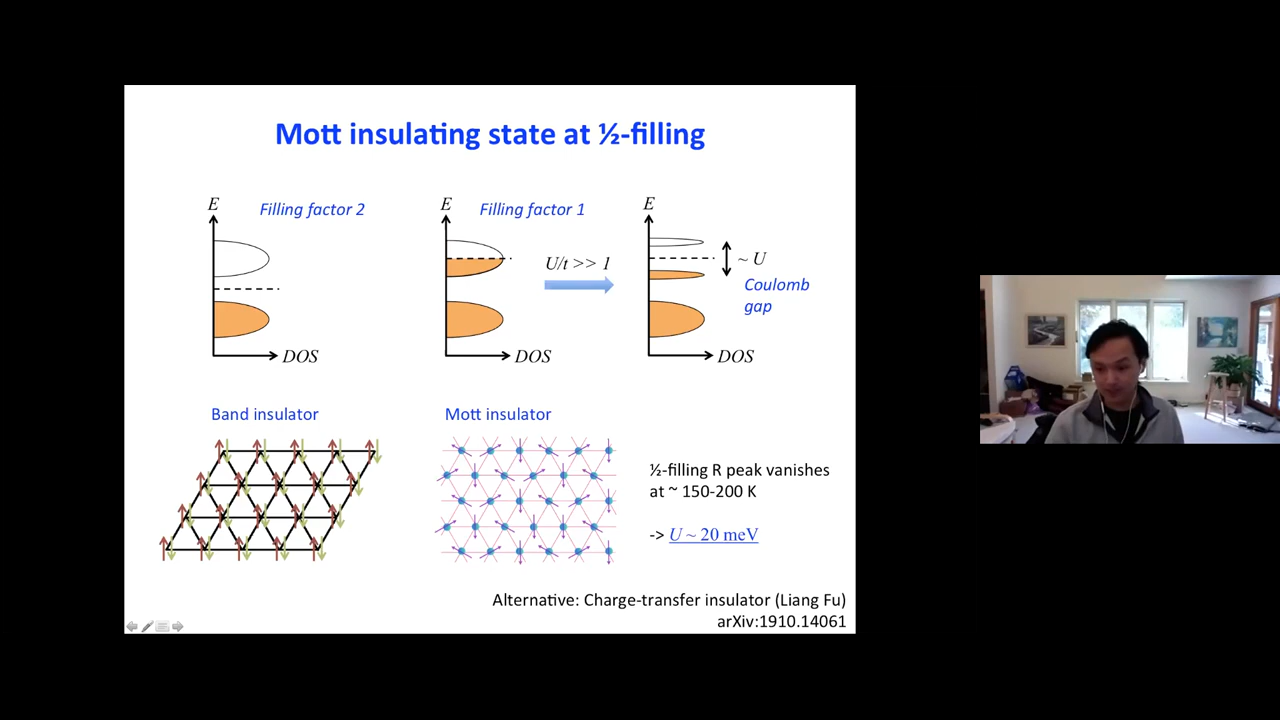 Mott insulating state at ½-filling
E
Filling factor 2
DOS
E
Filling factor 1
DOS
U/t >> 1
E
~ U
Coulomb
gap
DOS
Band insulator
Mott insulator
½-filling R peak vanishes
at ~ 150-200 K
-> U ~ 20 meV
Alternative: Charge-transfer insulator (Liang Fu)
arXiv:1910.14061